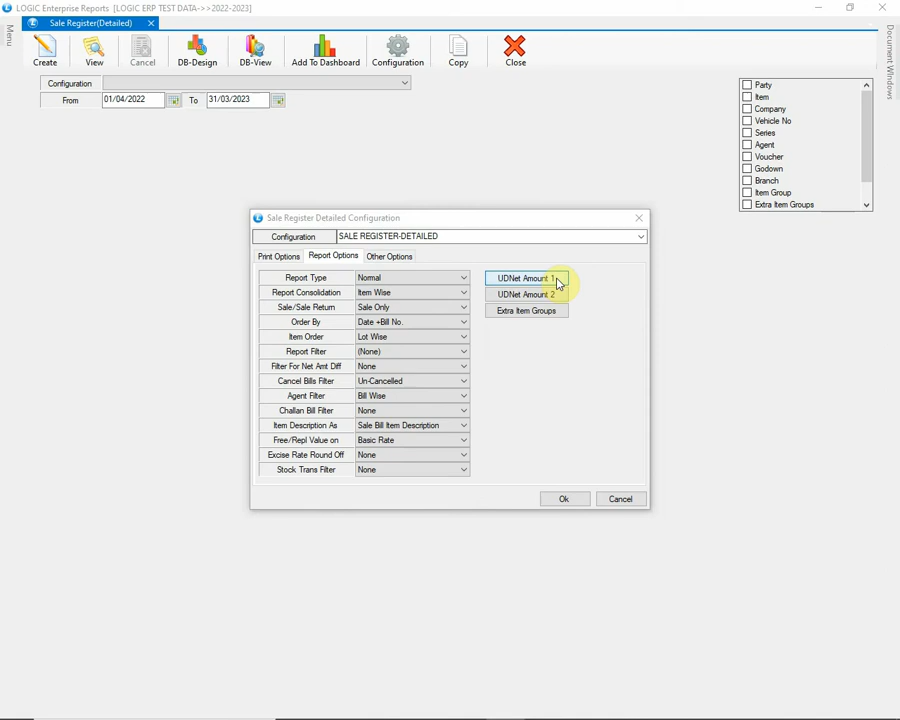 LOGIC Enterprise Reports [LOGIC ERP TEST DATA->>2022-2023]
Menu
Sale Register(Detailed)
Document Windows
Create View Cancel DB-Design DB-View Add To Dashboard Configuration Copy Close
Configuration
From 01/04/2022 To 31/03/2023
Party
Item
Company
Vehicle No
Series
Agent
Voucher
Godown
Branch
Item Group
Extra Item Groups
Sale Register Detailed Configuration
Configuration SALE REGISTER-DETAILED
Print Options Report Options Other Options
Report Type Normal UDNet Amount 1
Report Consolidation Item Wise UDNet Amount 2
Sale/Sale Return Sale Only Extra Item Groups
Order By Date +Bill No.
Item Order Lot Wise
Report Filter (None)
Filter For Net Amt Diff None
Cancel Bills Filter Un-Cancelled
Agent Filter Bill Wise
Challan Bill Filter None
Item Description As Sale Bill Item Description
Free/Repl Value on Basic Rate
Excise Rate Round Off None
Stock Trans Filter None
Ok Cancel